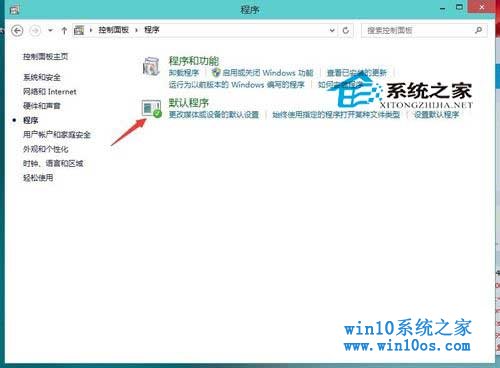 程序
控制面板 程序
搜索控制面板
控制面板主页
系统和安全
网络和 Internet
硬件和声音
程序
用户帐户和家庭安全
外观和个性化
时钟、语言和区域
轻松使用
程序和功能
卸载程序 启用或关闭 Windows 功能 查看已安装的更新
运行为以前版本的 Windows 编写的程序 如何安装程序
默认程序
更改媒体或设备的默认设置 始终使用指定的程序打开某种文件类型 设置默认程序
系统之家
XITONGZHIJIA.NET
win10系统之家
www.win10os.com